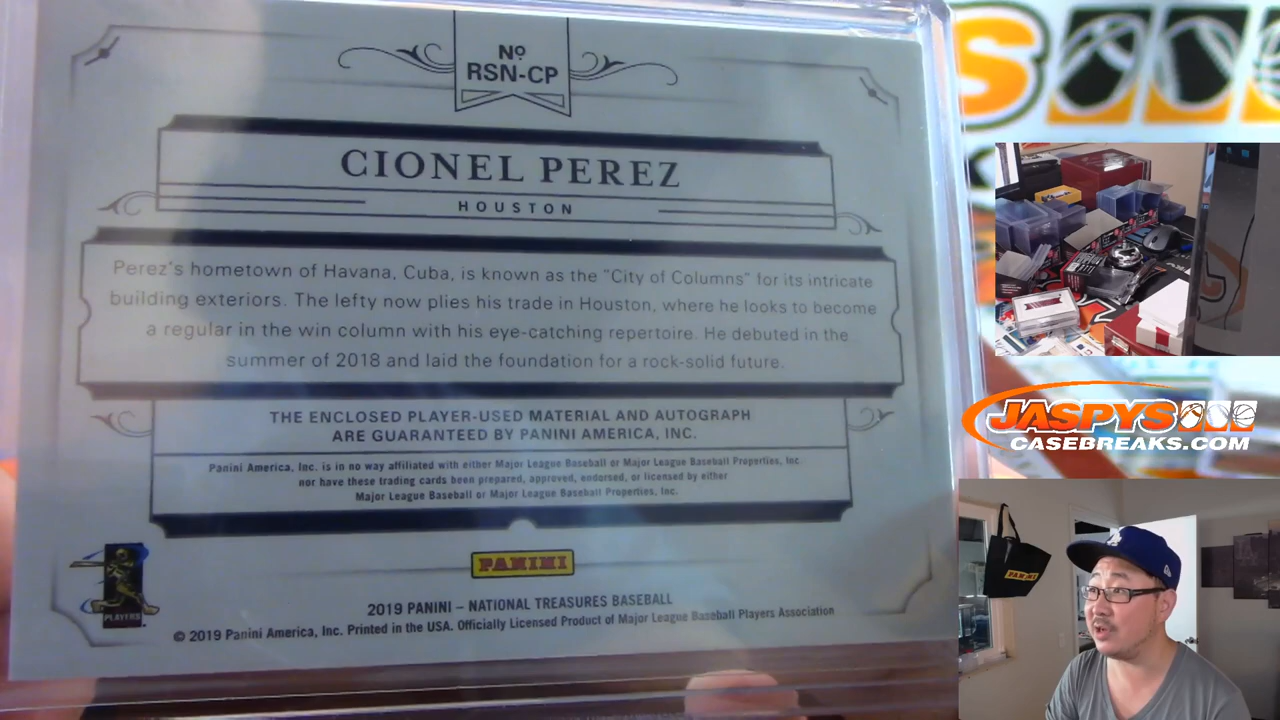 Nº
RSN-CP
CIONEL PEREZ
HOUSTON
Perez's hometown of Havana, Cuba, is known as the "City of Columns" for its intricate
building exteriors. The lefty now plies his trade in Houston, where he looks to become
a regular in the win column with his eye-catching repertoire. He debuted in the
summer of 2018 and laid the foundation for a rock-solid future.
THE ENCLOSED PLAYER-USED MATERIAL AND AUTOGRAPH
ARE GUARANTEED BY PANINI AMERICA, INC.
Panini America, Inc. is in no way affiliated with either Major League Baseball or Major League Baseball Properties, Inc.
nor have these trading cards been prepared, approved, endorsed, or licensed by either
Major League Baseball or Major League Baseball Properties, Inc.
PLAYERS
PANINI
2019 PANINI – NATIONAL TREASURES BASEBALL
© 2019 Panini America, Inc. Printed in the USA. Officially Licensed Product of Major League Baseball Players Association
S
JASPYS
CASEBREAKS.COM
PANINI
LA